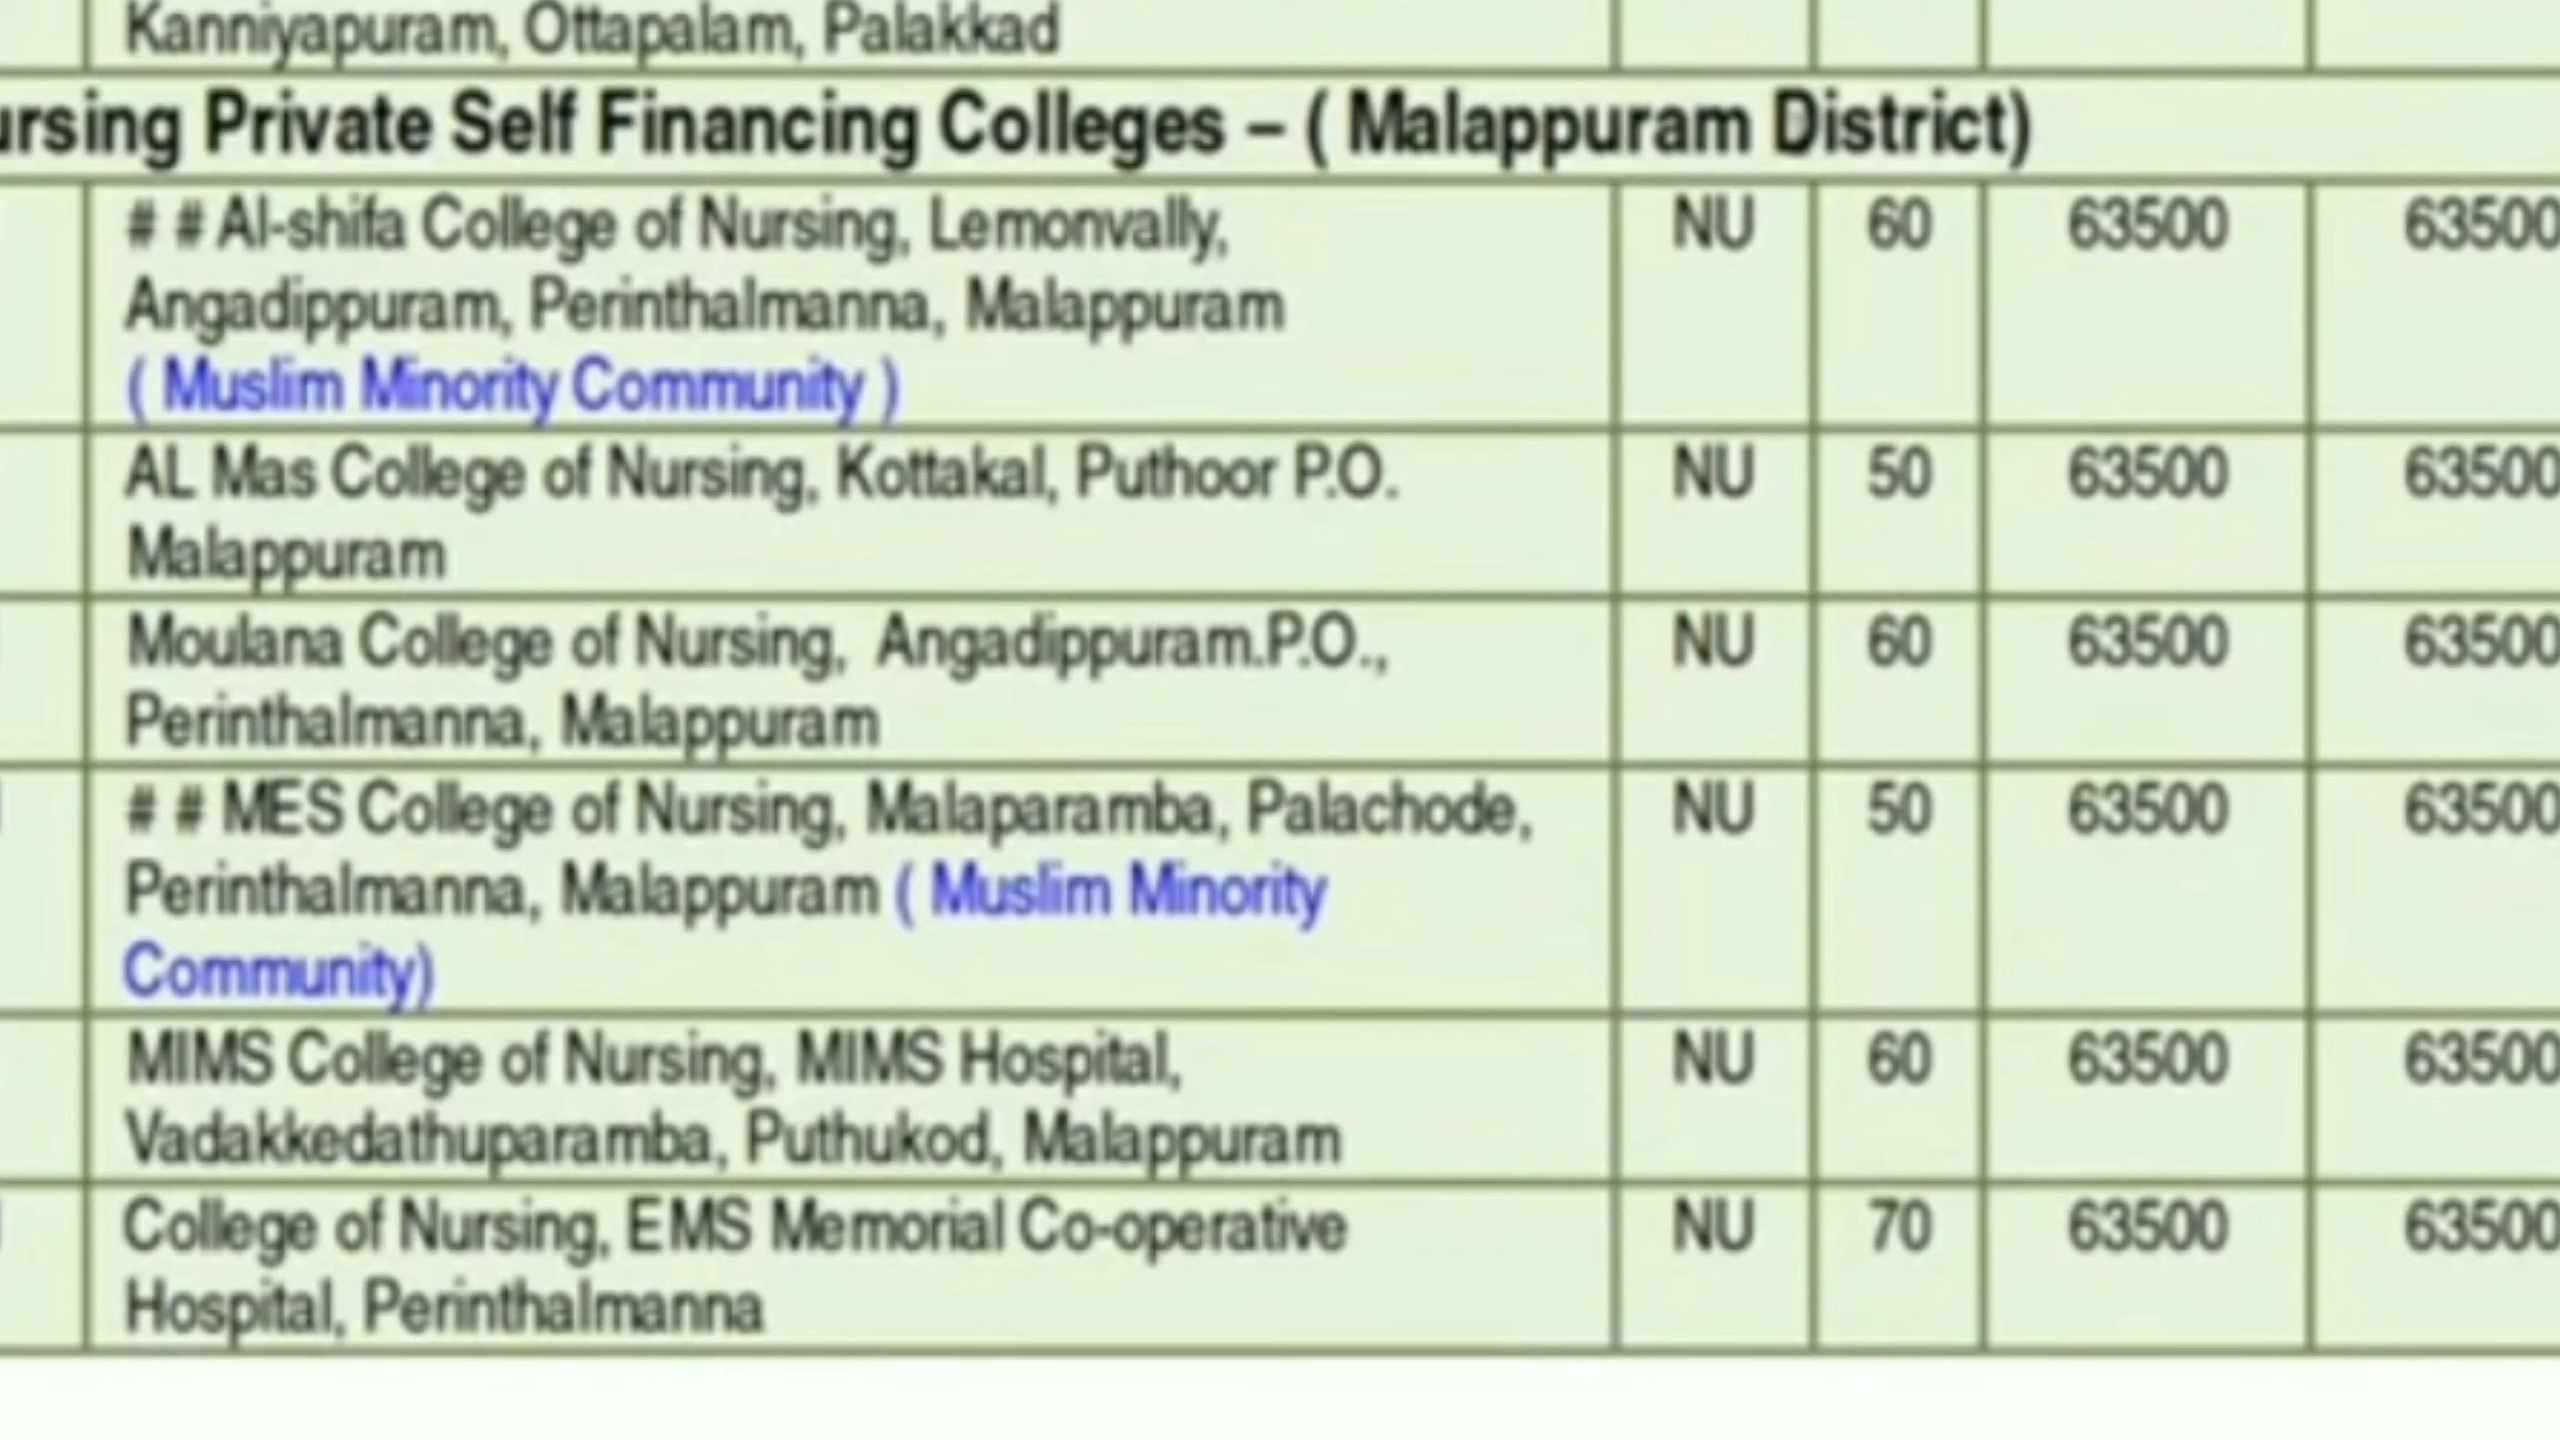 Kanniyapuram, Ottapalam, Palakkad
ursing Private Self Financing Colleges – ( Malappuram District)
# # Al-shifa College of Nursing, Lemonvally, NU 60 63500 63500
Angadippuram, Perinthalmanna, Malappuram
( Muslim Minority Community )
AL Mas College of Nursing, Kottakal, Puthoor P.O. NU 50 63500 63500
Malappuram
Moulana College of Nursing, Angadippuram.P.O., NU 60 63500 63500
Perinthalmanna, Malappuram
# # MES College of Nursing, Malaparamba, Palachode, NU 50 63500 63500
Perinthalmanna, Malappuram ( Muslim Minority
Community)
MIMS College of Nursing, MIMS Hospital, NU 60 63500 63500
Vadakkedathuparamba, Puthukod, Malappuram
College of Nursing, EMS Memorial Co-operative NU 70 63500 63500
Hospital, Perinthalmanna